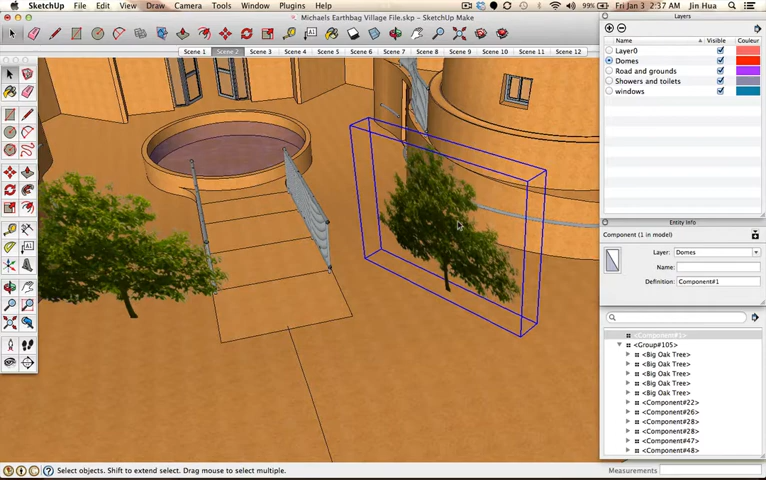 SketchUp File Edit View Draw Camera Tools Window Plugins Help 99% Fri Jan 3 2:37 AM Jin Hua
Michaels Earthbag Village File.skp - SketchUp Make
Scene 1 Scene 2 Scene 3 Scene 4 Scene 5 Scene 6 Scene 7 Scene 8 Scene 9 Scene 10 Scene 11 Scene 12
Layers
Name Visible Couleur
Layer0
Domes
Road and grounds
Showers and toilets
windows
Entity Info
Component (1 in model)
Layer: Domes
Name:
Definition: Component#1
<Component#1>
<Group#105>
<Big Oak Tree>
<Big Oak Tree>
<Big Oak Tree>
<Big Oak Tree>
<Big Oak Tree>
<Component#22>
<Component#26>
<Component#28>
<Component#28>
<Component#47>
<Component#48>
Select objects. Shift to extend select. Drag mouse to select multiple.
Measurements